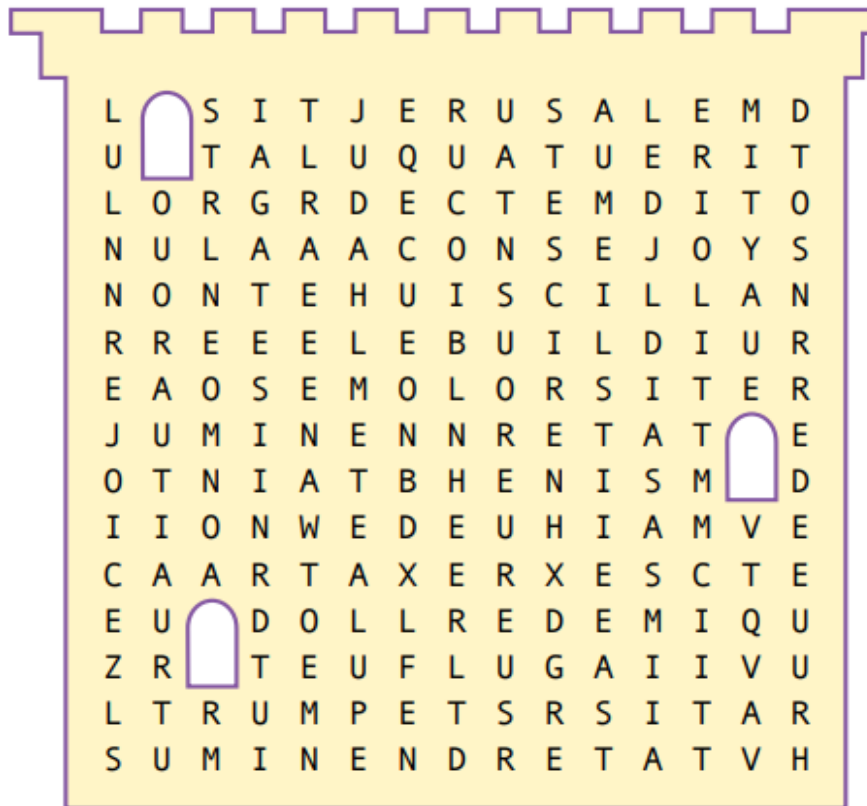 L S I T J E R U S A L E M D
U T A L U Q U A T U E R I T
L O R G R D E C T E M D I T O
N U L A A A C O N S E J O Y S
N O N T E H U I S C I L L A N
R R E E E L E B U I L D I U R
E A O S E M O L O R S I T E R
J U M I N E N N R E T A T E
O T N I A T B H E N I S M D
I I O N W E D E U H I A M V E
C A A R T A X E R X E S C T E
E U D O L L R E D E M I Q U
Z R T E U F L U G A I I V U
L T R U M P E T S R S I T A R
S U M I N E N D R E T A T V H